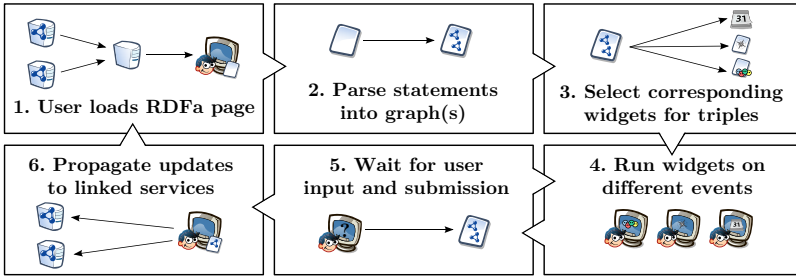 1. User loads RDFa page
2. Parse statements
into graph(s)
31
3. Select corresponding
widgets for triples
4. Run widgets on
different events
31
5. Wait for user
input and submission
?
6. Propagate updates
to linked services